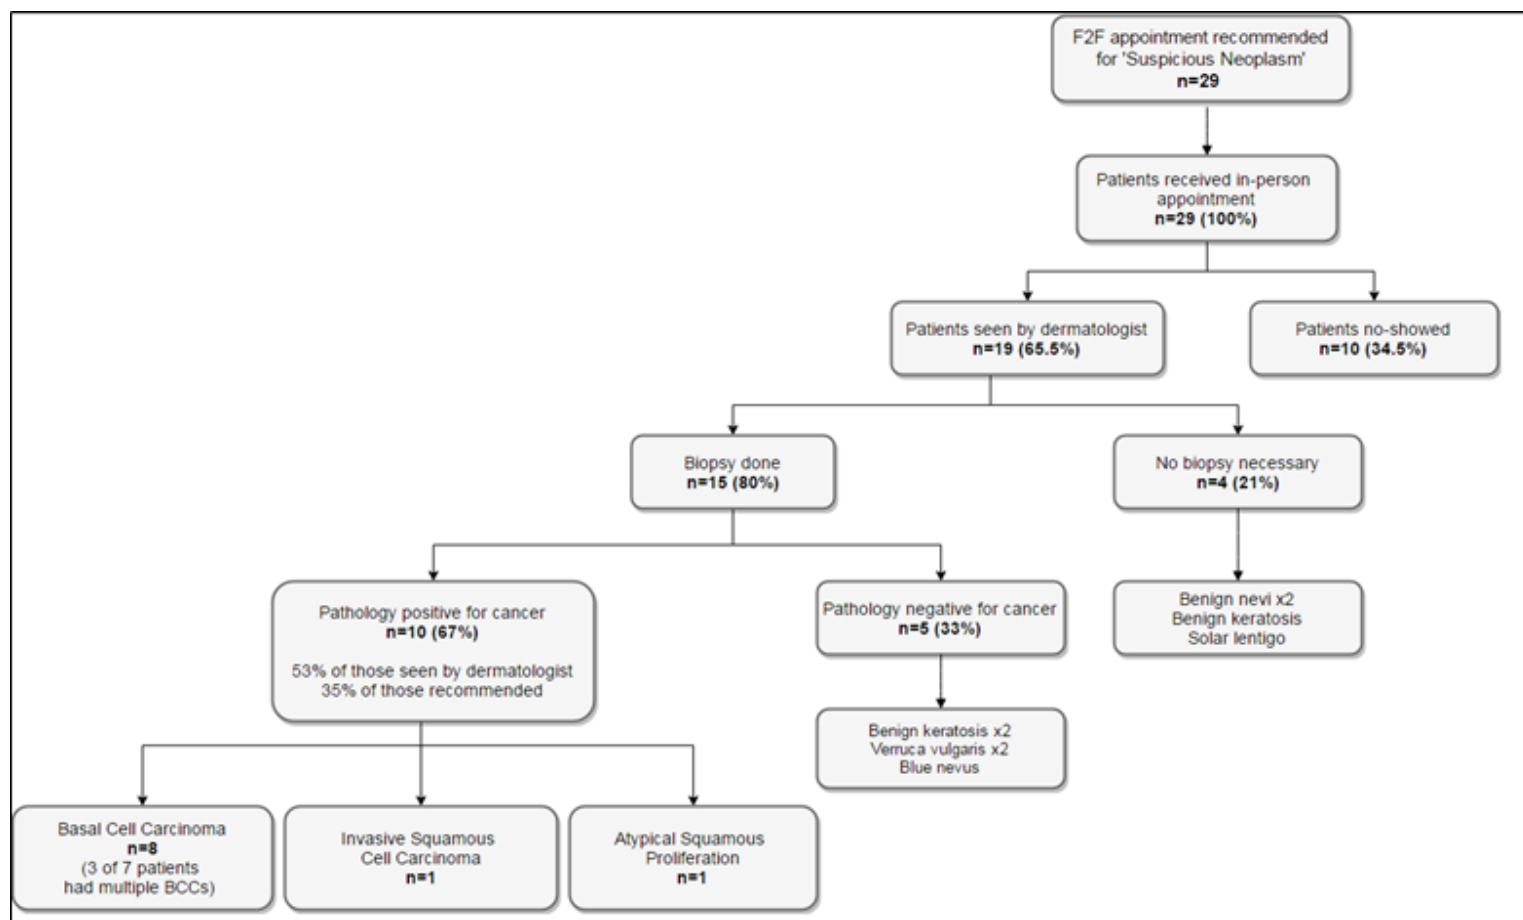 F2F appointment recommended
for 'Suspicious Neoplasm'
n=29
Patients received in-person
appointment
n=29 (100%)
Patients seen by dermatologist
n=19 (65.5%)
Patients no-showed
n=10 (34.5%)
Biopsy done
n=15 (80%)
No biopsy necessary
n=4 (21%)
Pathology positive for cancer
n=10 (67%)
53% of those seen by dermatologist
35% of those recommended
Pathology negative for cancer
n=5 (33%)
Benign nevi x2
Benign keratosis
Solar lentigo
Benign keratosis x2
Verruca vulgaris x2
Blue nevus
Basal Cell Carcinoma
n=8
(3 of 7 patients
had multiple BCCs)
Invasive Squamous
Cell Carcinoma
n=1
Atypical Squamous
Proliferation
n=1